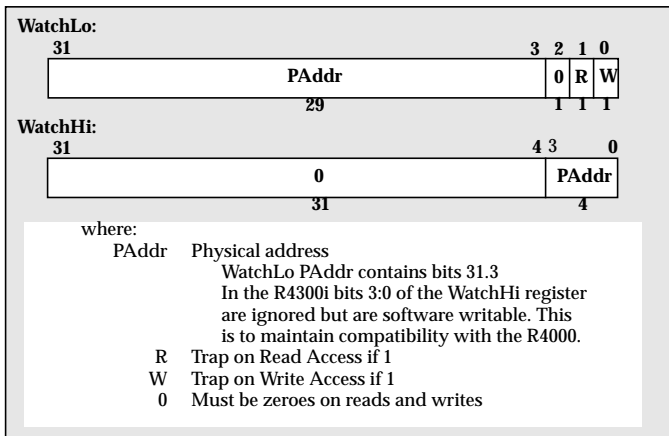 WatchLo:
31 3 2 1 0
PAddr 0 R W
29 1 1 1
WatchHi:
31 4 3 0
0 PAddr
31 4
where:
PAddr Physical address
WatchLo PAddr contains bits 31.3
In the R4300i bits 3:0 of the WatchHi register
are ignored but are software writable. This
is to maintain compatibility with the R4000.
R Trap on Read Access if 1
W Trap on Write Access if 1
0 Must be zeroes on reads and writes